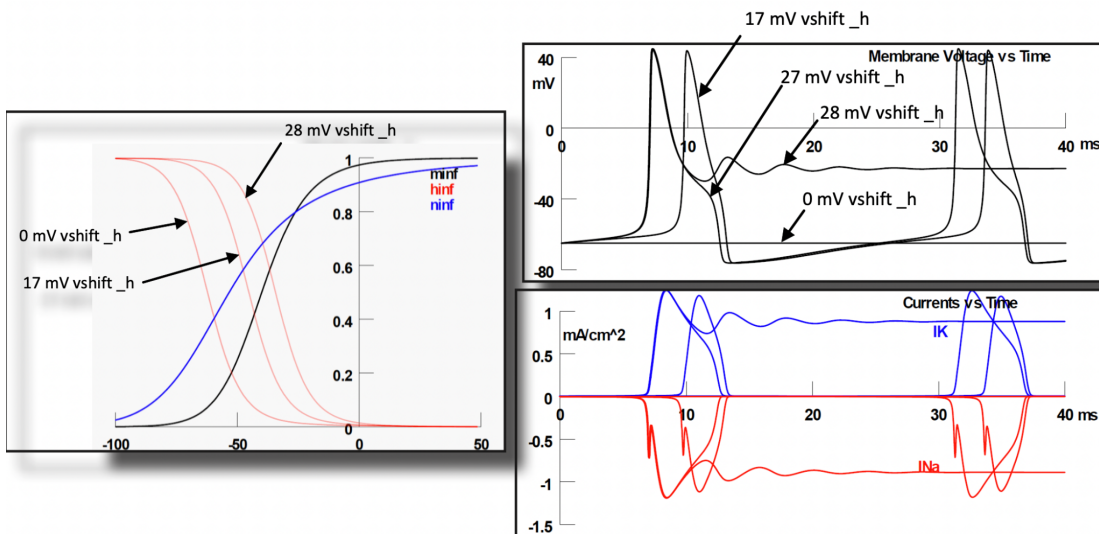 28 mV vshift _h
0 mV vshift _h
17 mV vshift _h
1
0.8
0.6
0.4
0.2
0
-100
-50
50
minf
hinf
ninf
17 mV vshift _h
Membrane Voltage vs Time
27 mV vshift _h
28 mV vshift _h
0 mV vshift _h
40
mV
0
-40
-80
10
20
30
40 ms
Currents vs Time
mA/cm^2
IK
INa
1
0.5
0
-0.5
-1
-1.5
0
10
20
30
40 ms